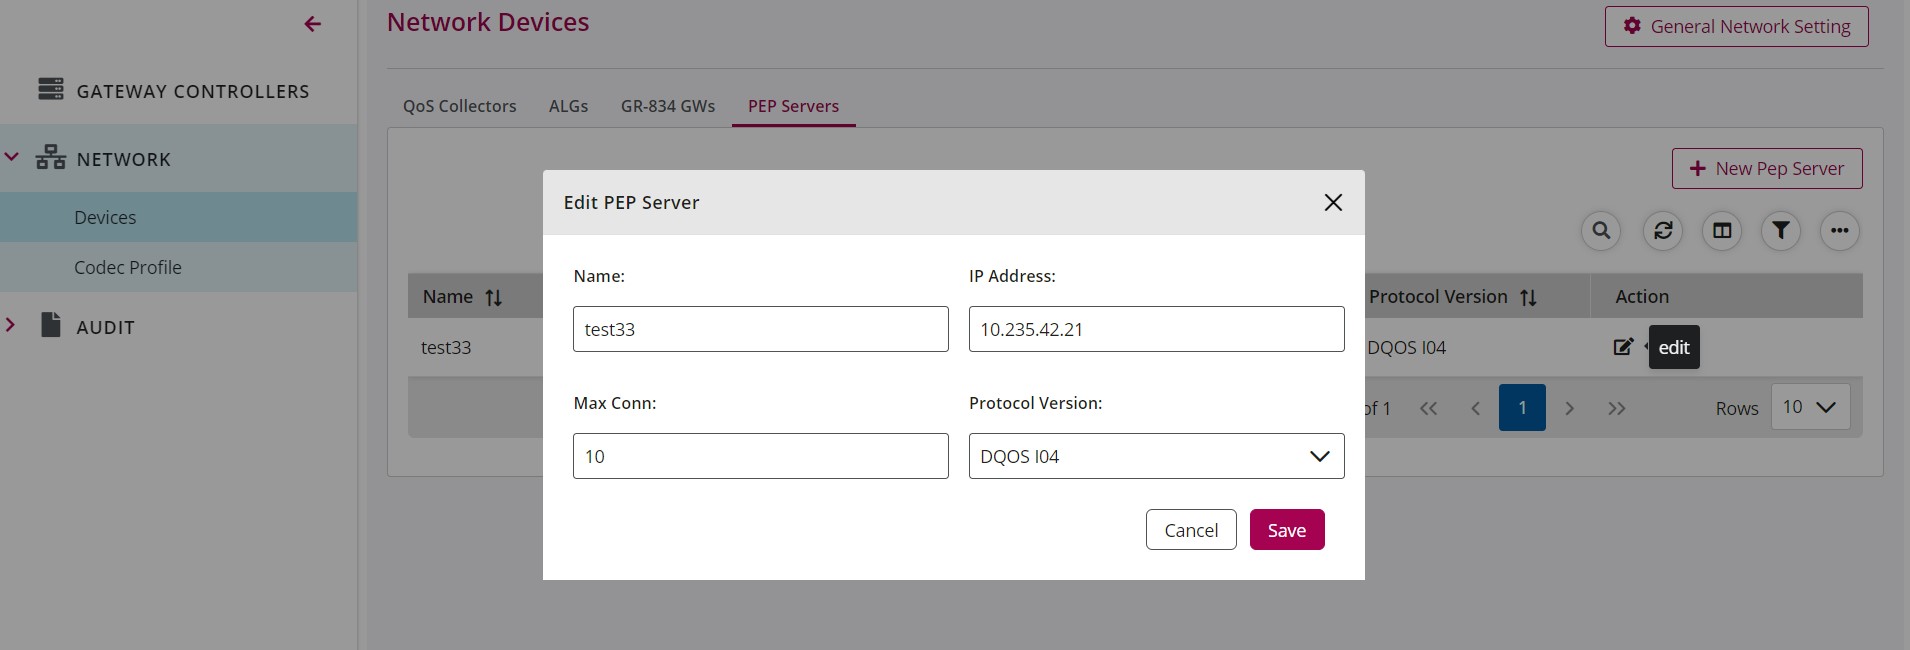 Network Devices
General Network Setting
GATEWAY CONTROLLERS
NETWORK
Devices
Codec Profile
AUDIT
QoS Collectors ALGs GR-834 GWs PEP Servers
New Pep Server
Edit PEP Server
Name: IP Address:
test33 10.235.42.21
Max Conn: Protocol Version:
10 DQOS I04
Cancel Save
Name Protocol Version Action
test33 DQOS I04 edit
of 1 << < 1 > >> Rows 10